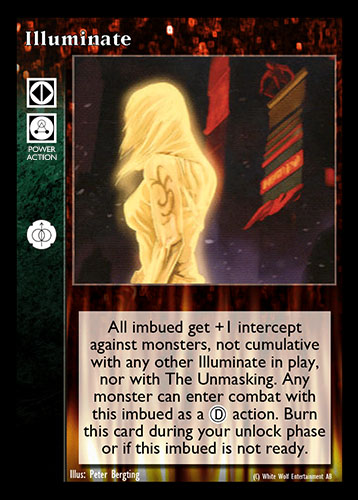 Illuminate
POWER
ACTION
All imbued get +1 intercept
against monsters, not cumulative
with any other Illuminate in play,
nor with The Unmasking. Any
monster can enter combat with
this imbued as a Ⓓ action. Burn
this card during your unlock phase
or if this imbued is not ready.
Illus: Peter Bergting
(C) White Wolf Entertainment AB